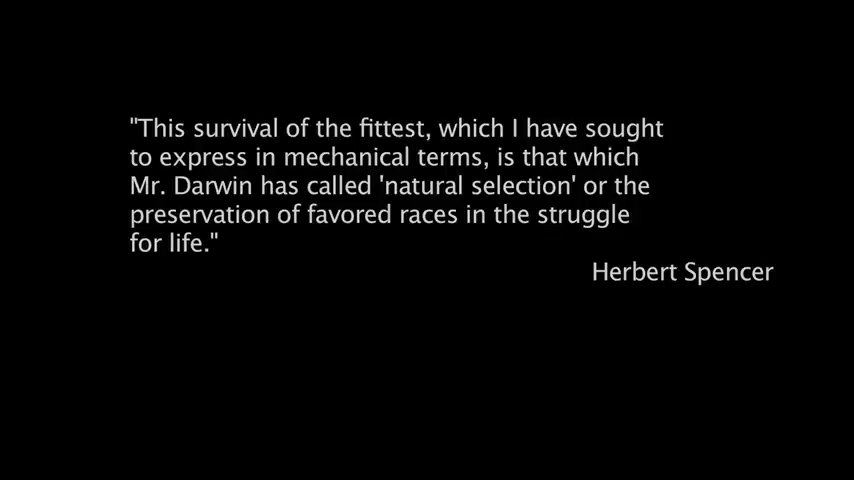 "This survival of the fittest, which I have sought
to express in mechanical terms, is that which
Mr. Darwin has called 'natural selection' or the
preservation of favored races in the struggle
for life."
Herbert Spencer